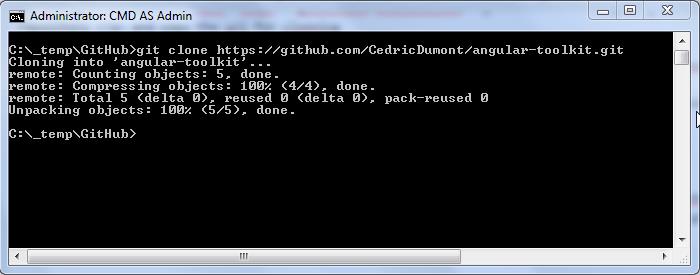 Administrator: CMD AS Admin
C:\_temp\GitHub>git clone https://github.com/CedricDumont/angular-toolkit.git
Cloning into 'angular-toolkit'...
remote: Counting objects: 5, done.
remote: Compressing objects: 100% (4/4), done.
remote: Total 5 (delta 0), reused 0 (delta 0), pack-reused 0
Unpacking objects: 100% (5/5), done.
C:\_temp\GitHub>